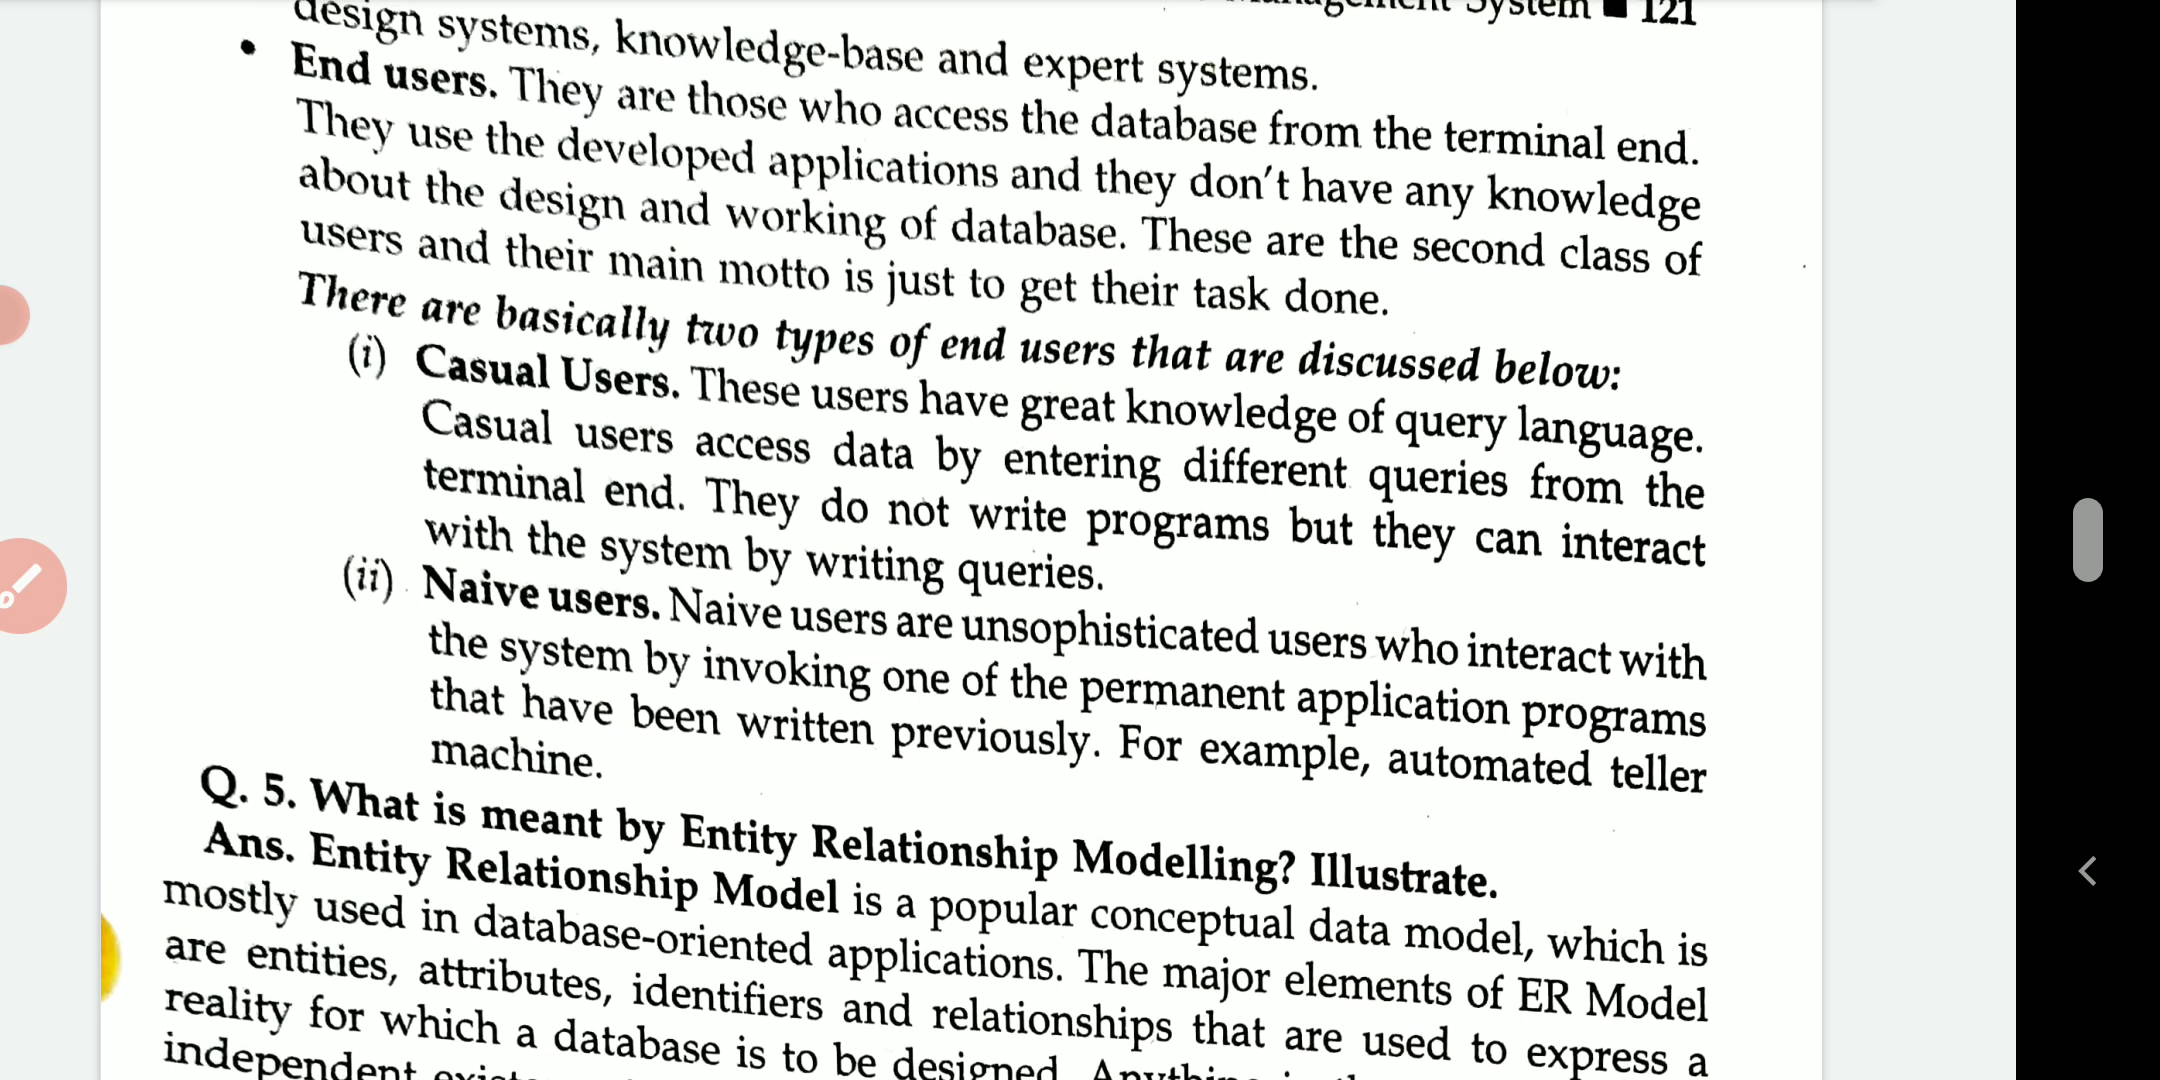 System ■ 121
design systems, knowledge-base and expert systems.
• End users. They are those who access the database from the terminal end.
They use the developed applications and they don't have any knowledge
about the design and working of database. These are the second class of
users and their main motto is just to get their task done.
There are basically two types of end users that are discussed below:
(i) Casual Users. These users have great knowledge of query language.
Casual users access data by entering different queries from the
terminal end. They do not write programs but they can interact
with the system by writing queries.
(ii) Naive users. Naive users are unsophisticated users who interact with
the system by invoking one of the permanent application programs
that have been written previously. For example, automated teller
machine.
Q. 5. What is meant by Entity Relationship Modelling? Illustrate.
Ans. Entity Relationship Model is a popular conceptual data model, which is
mostly used in database-oriented applications. The major elements of ER Model
are entities, attributes, identifiers and relationships that are used to express a
reality for which a database is to be designed.
independent